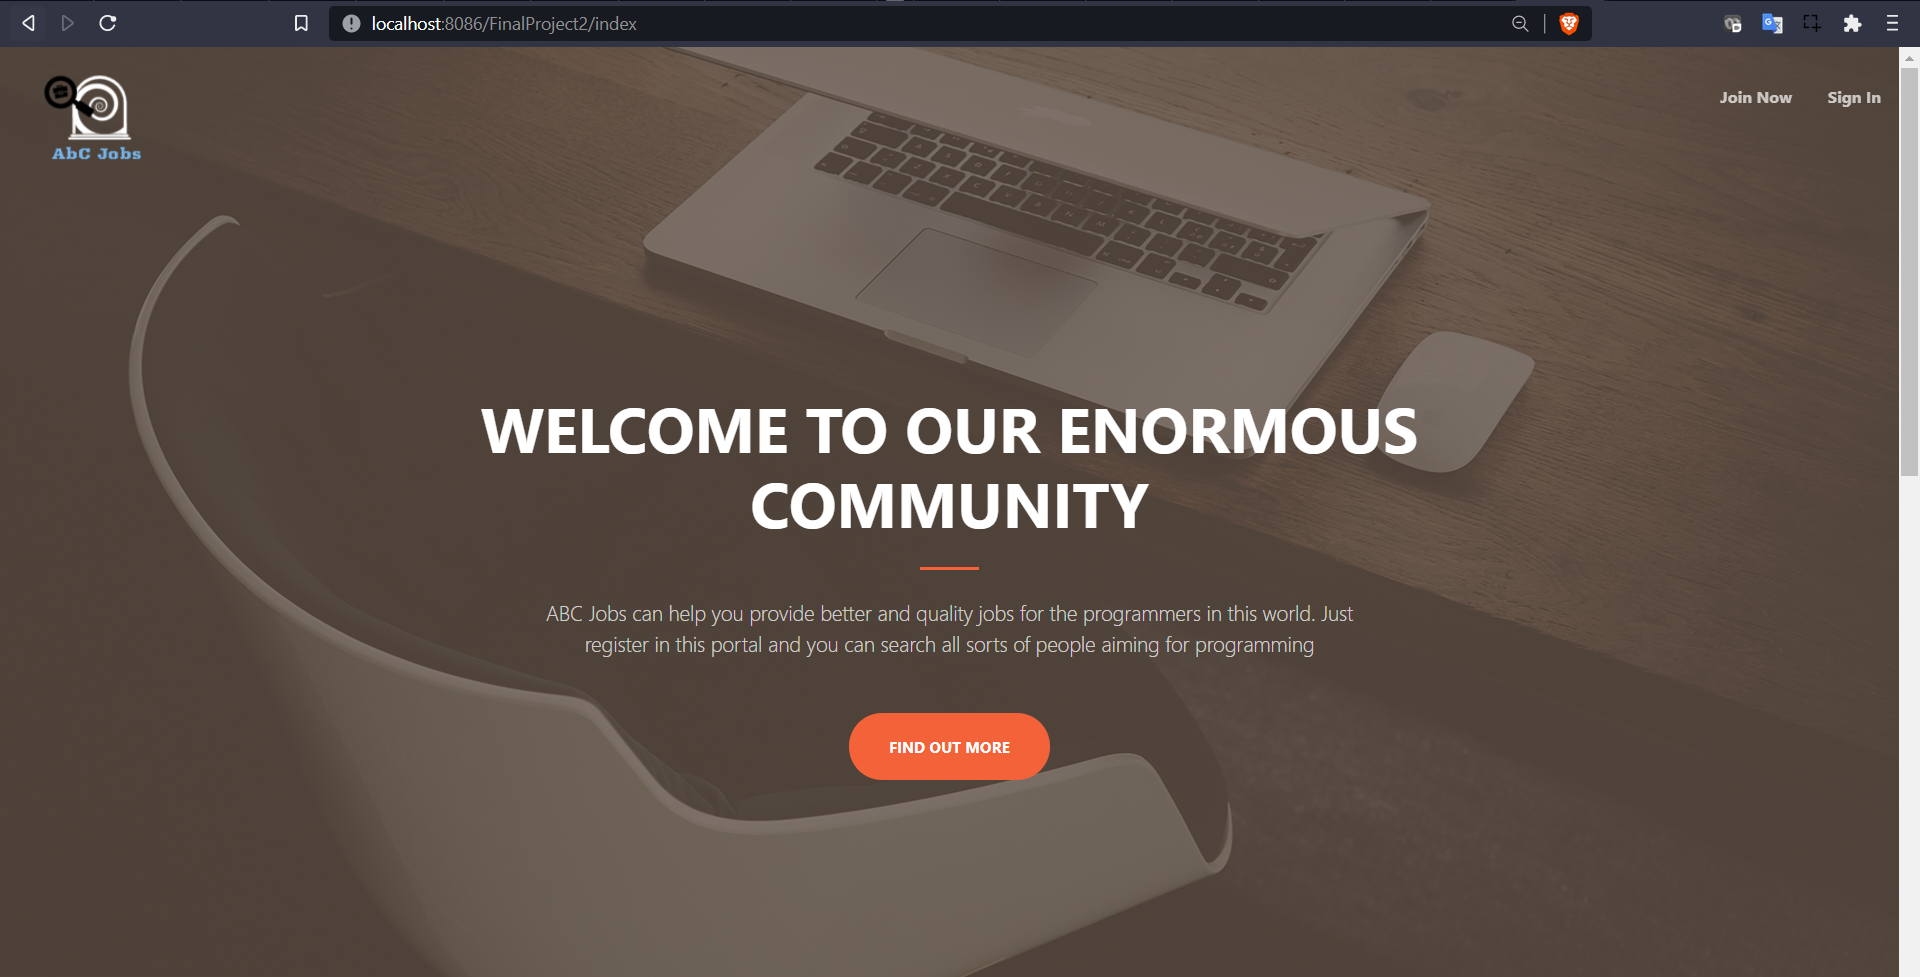 localhost:8086/FinalProject2/index
AbC Jobs
Join Now
Sign In
WELCOME TO OUR ENORMOUS
COMMUNITY
ABC Jobs can help you provide better and quality jobs for the programmers in this world. Just
register in this portal and you can search all sorts of people aiming for programming
FIND OUT MORE